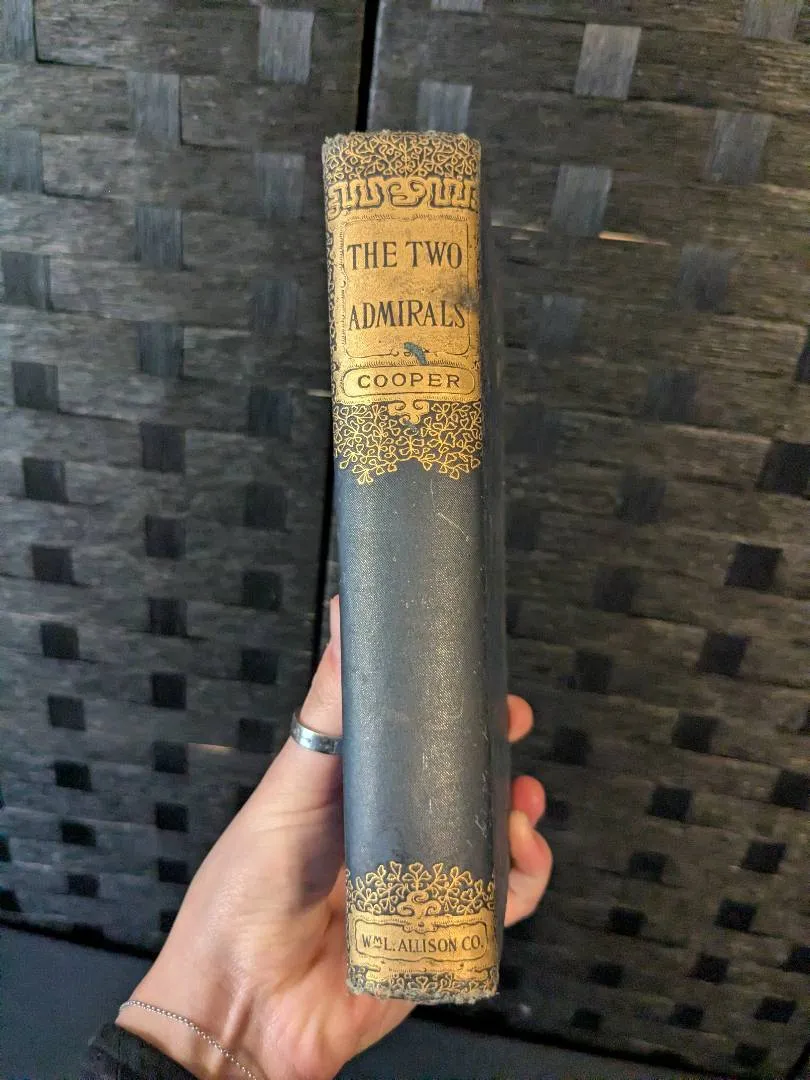 THE TWO
ADMIRALS
COOPER
WM L. ALLISON CO.